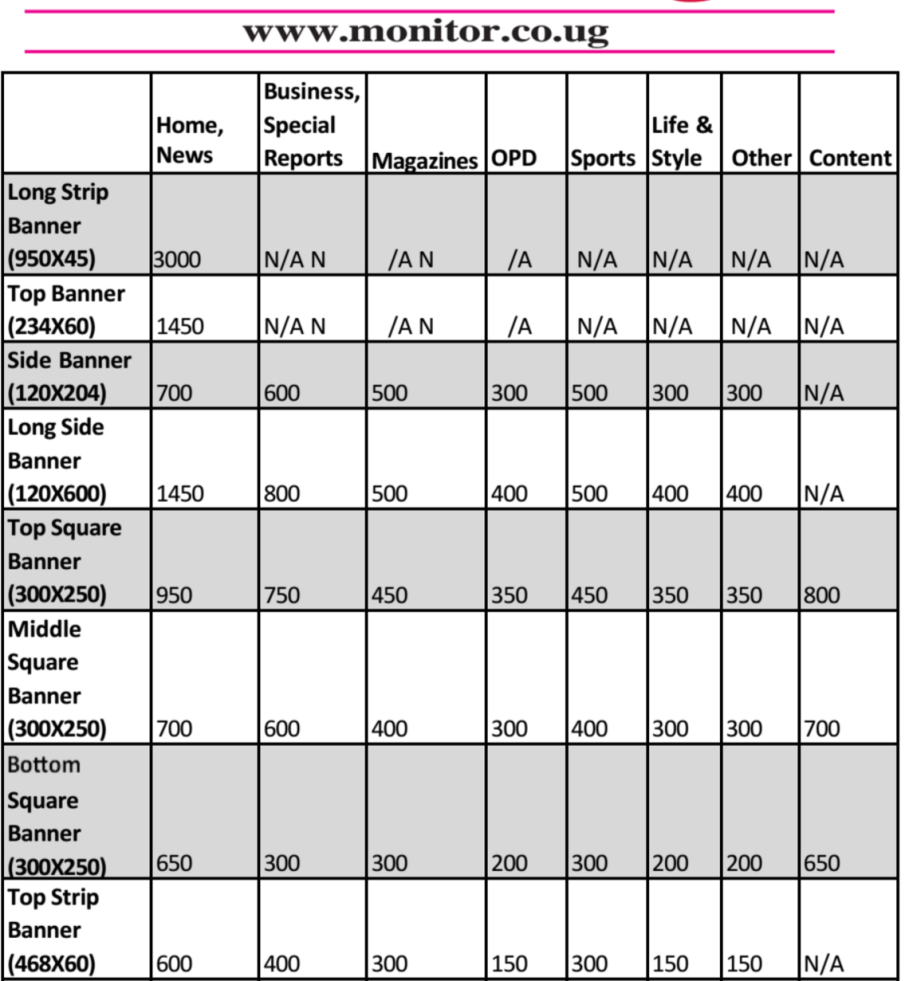 www.monitor.co.ug
Business,
Home, Special Life &
News Reports Magazines OPD Sports Style Other Content
Long Strip
Banner
(950X45) 3000 N/A N /A N /A N/A N/A N/A N/A
Top Banner
(234X60) 1450 N/A N /A N /A N/A N/A N/A N/A
Side Banner
(120X204) 700 600 500 300 500 300 300 N/A
Long Side
Banner
(120X600) 1450 800 500 400 500 400 400 N/A
Top Square
Banner
(300X250) 950 750 450 350 450 350 350 800
Middle
Square
Banner
(300X250) 700 600 400 300 400 300 300 700
Bottom
Square
Banner
(300X250) 650 300 300 200 300 200 200 650
Top Strip
Banner
(468X60) 600 400 300 150 300 150 150 N/A